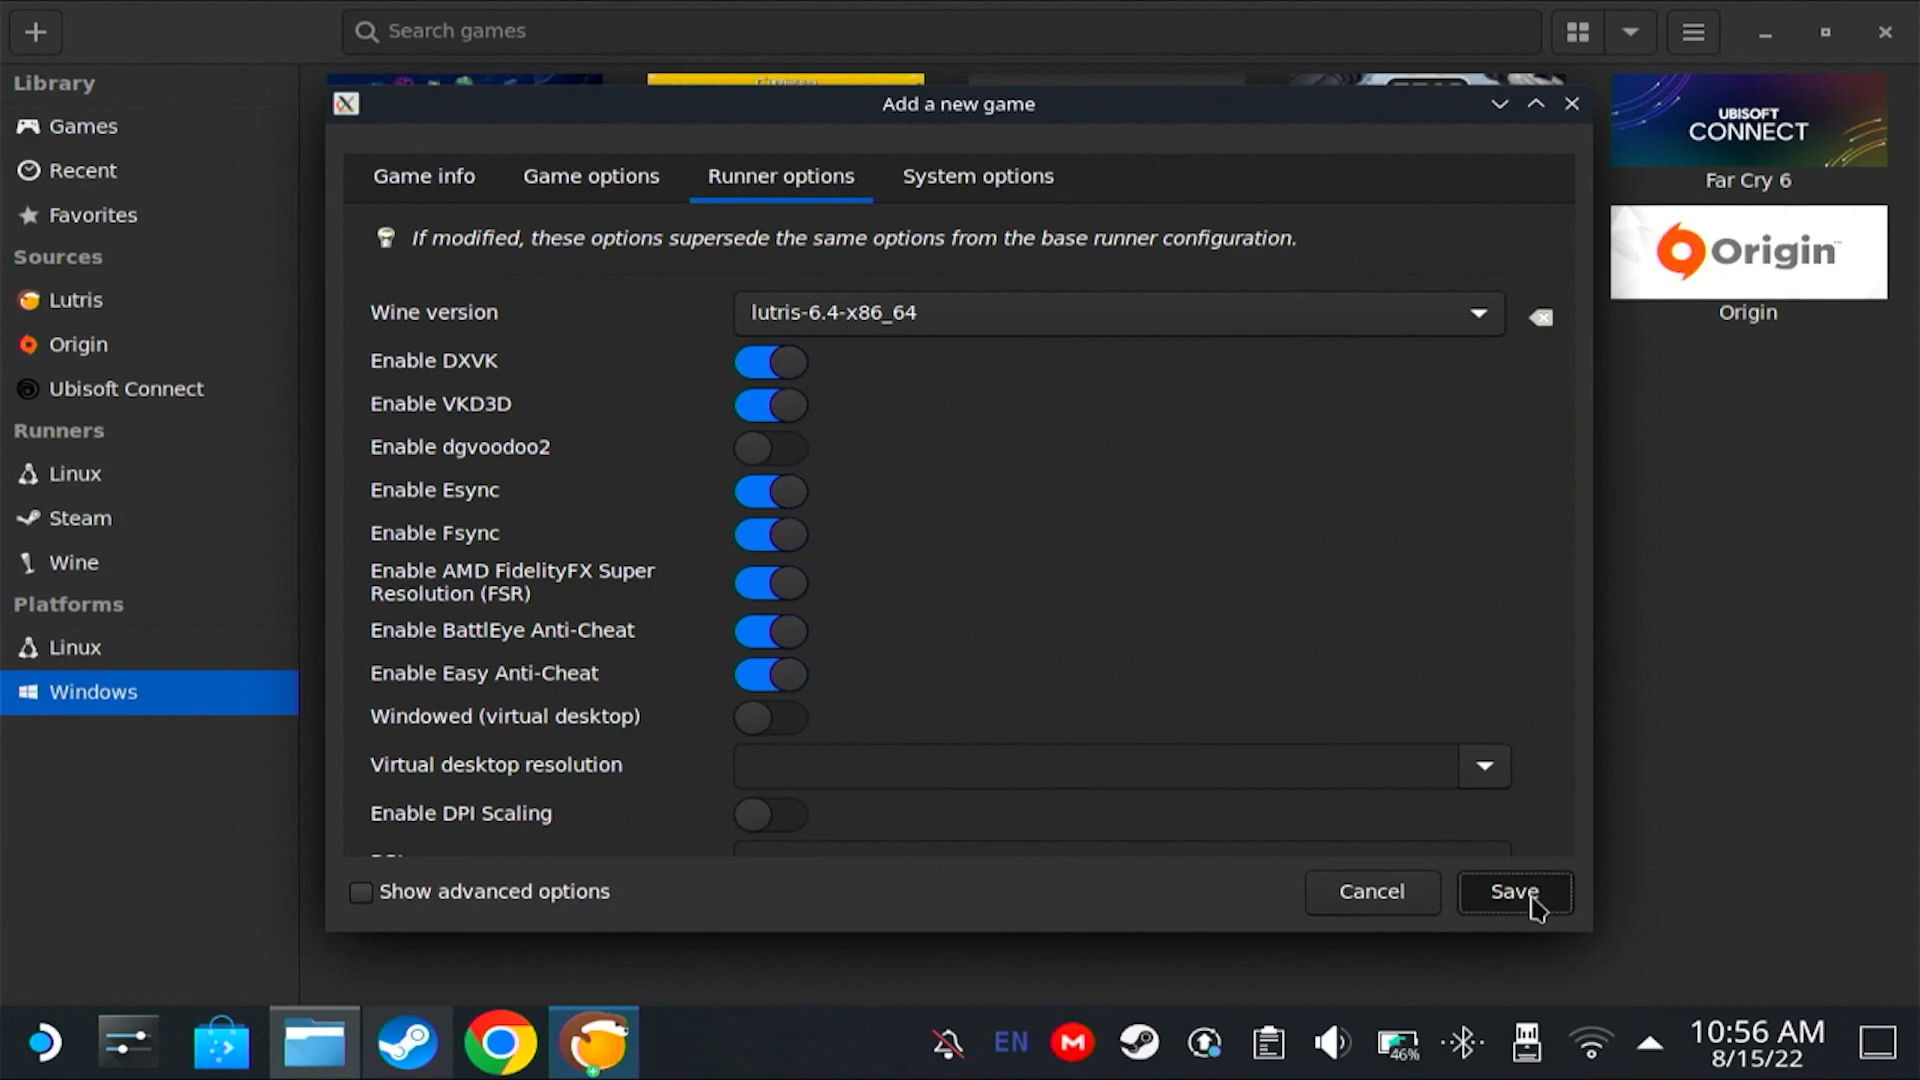 Search games
Library
Games
Recent
Favorites
Sources
Lutris
Origin
Ubisoft Connect
Runners
Linux
Steam
Wine
Platforms
Linux
Windows
Add a new game
Game info
Game options
Runner options
System options
If modified, these options supersede the same options from the base runner configuration.
Wine version
lutris-6.4-x86_64
Enable DXVK
Enable VKD3D
Enable dgvoodoo2
Enable Esync
Enable Fsync
Enable AMD FidelityFX Super
Resolution (FSR)
Enable BattlEye Anti-Cheat
Enable Easy Anti-Cheat
Windowed (virtual desktop)
Virtual desktop resolution
Enable DPI Scaling
Show advanced options
Cancel
Save
UBISOFT
CONNECT
Far Cry 6
Origin
Origin
EN
46%
10:56 AM
8/15/22